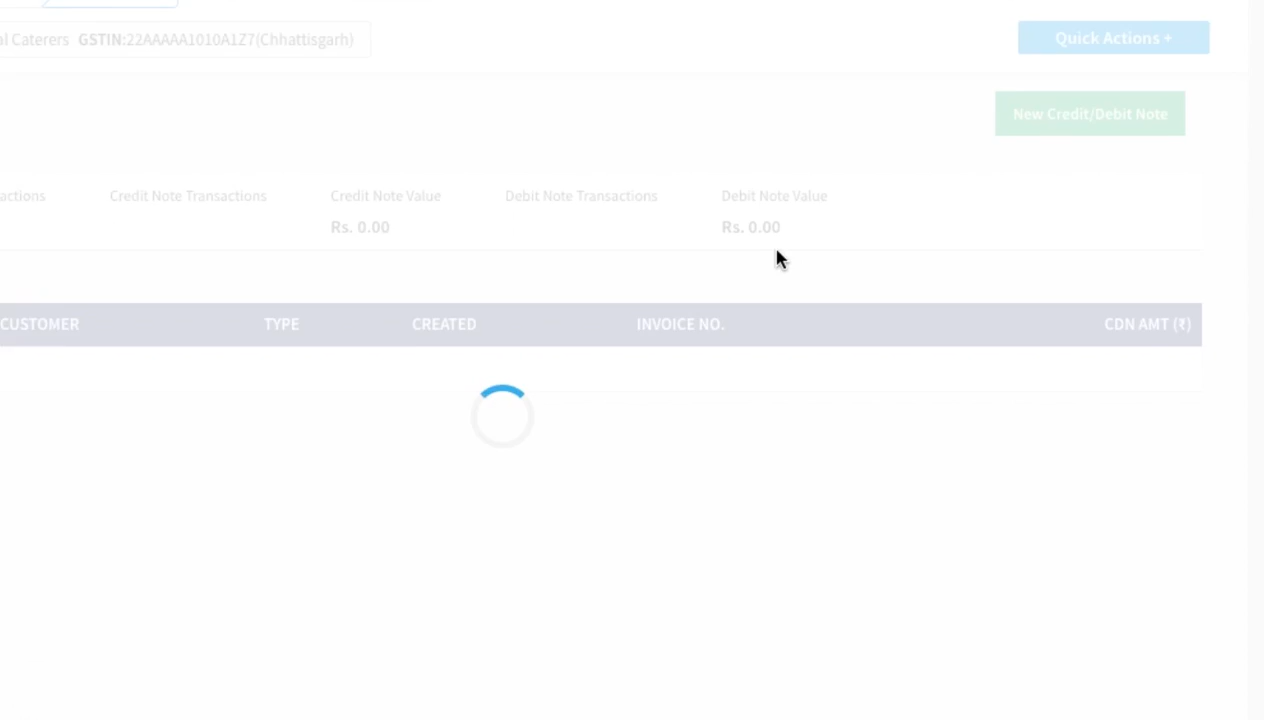 al Caterers GSTIN:22AAAAA1010A1Z7(Chhattisgarh)
Quick Actions +
New Credit/Debit Note
actions Credit Note Transactions Credit Note Value Debit Note Transactions Debit Note Value
Rs. 0.00 Rs. 0.00
CUSTOMER TYPE CREATED INVOICE NO. CDN AMT (₹)